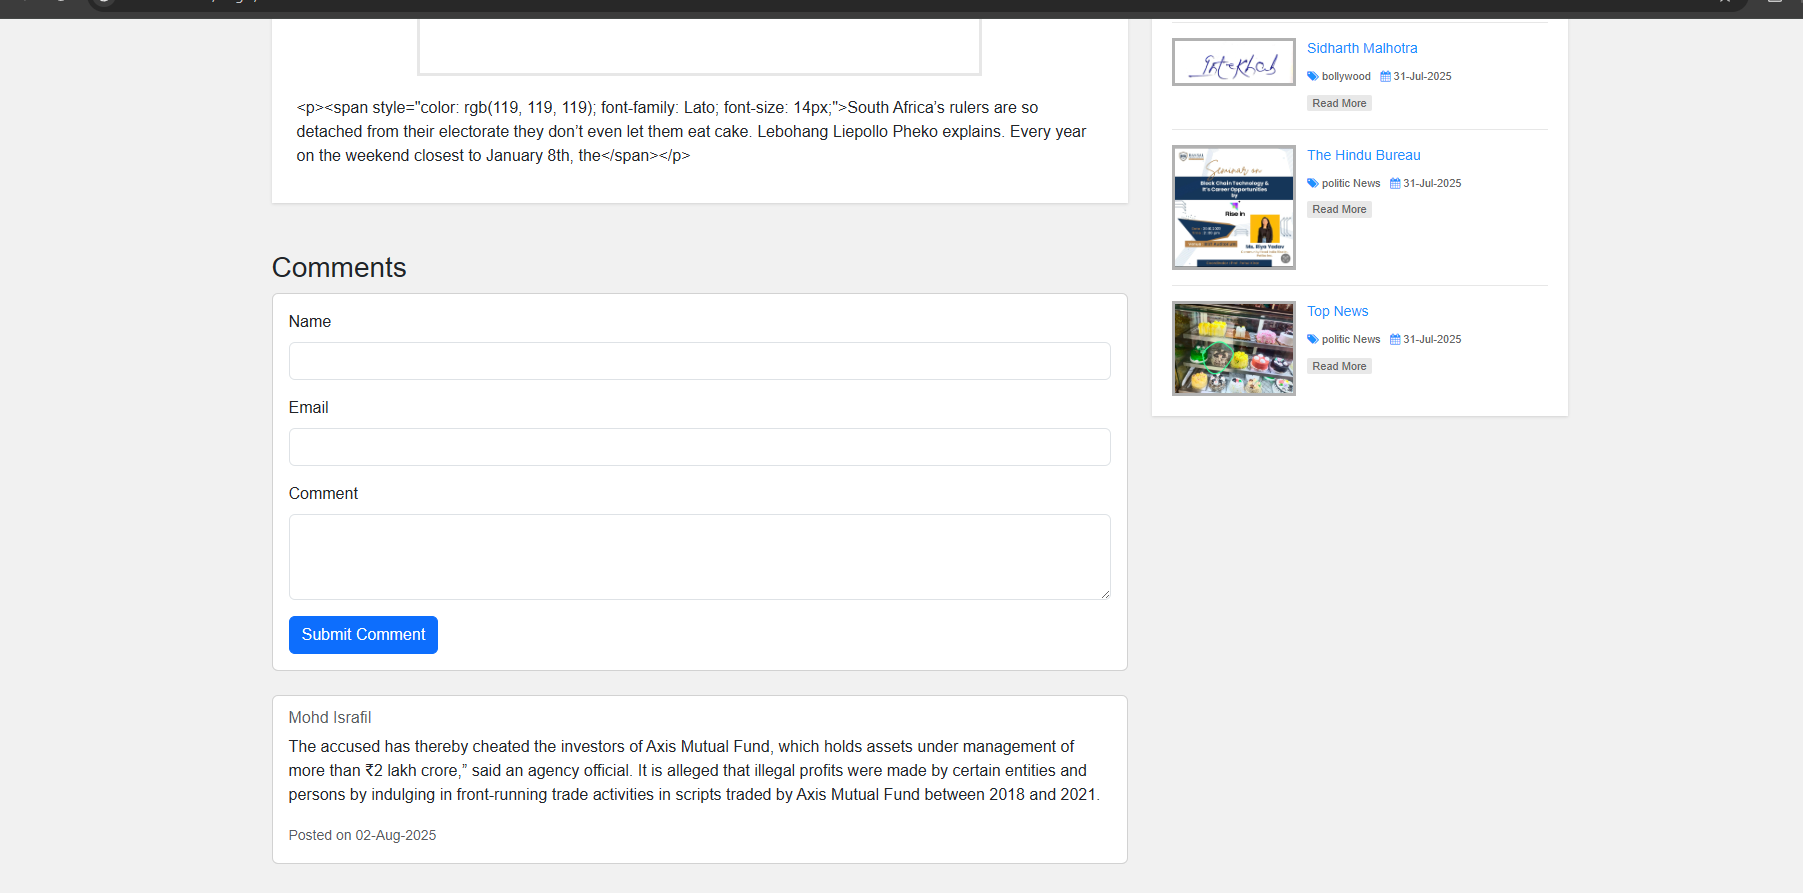 <p><span style="color: rgb(119, 119, 119); font-family: Lato; font-size: 14px;">South Africa’s rulers are so
detached from their electorate they don’t even let them eat cake. Lebohang Liepollo Pheko explains. Every year
on the weekend closest to January 8th, the</span></p>
Comments
Name
Email
Comment
Submit Comment
Mohd Israfil
The accused has thereby cheated the investors of Axis Mutual Fund, which holds assets under management of
more than ₹2 lakh crore,” said an agency official. It is alleged that illegal profits were made by certain entities and
persons by indulging in front-running trade activities in scripts traded by Axis Mutual Fund between 2018 and 2021.
Posted on 02-Aug-2025
Sidharth Malhotra
bollywood 31-Jul-2025
Read More
The Hindu Bureau
politic News 31-Jul-2025
Read More
Seminar on
Block Chain Technology &
It's Career Opportunities
by
Rise In
Ms. Riya Yadav
Top News
politic News 31-Jul-2025
Read More